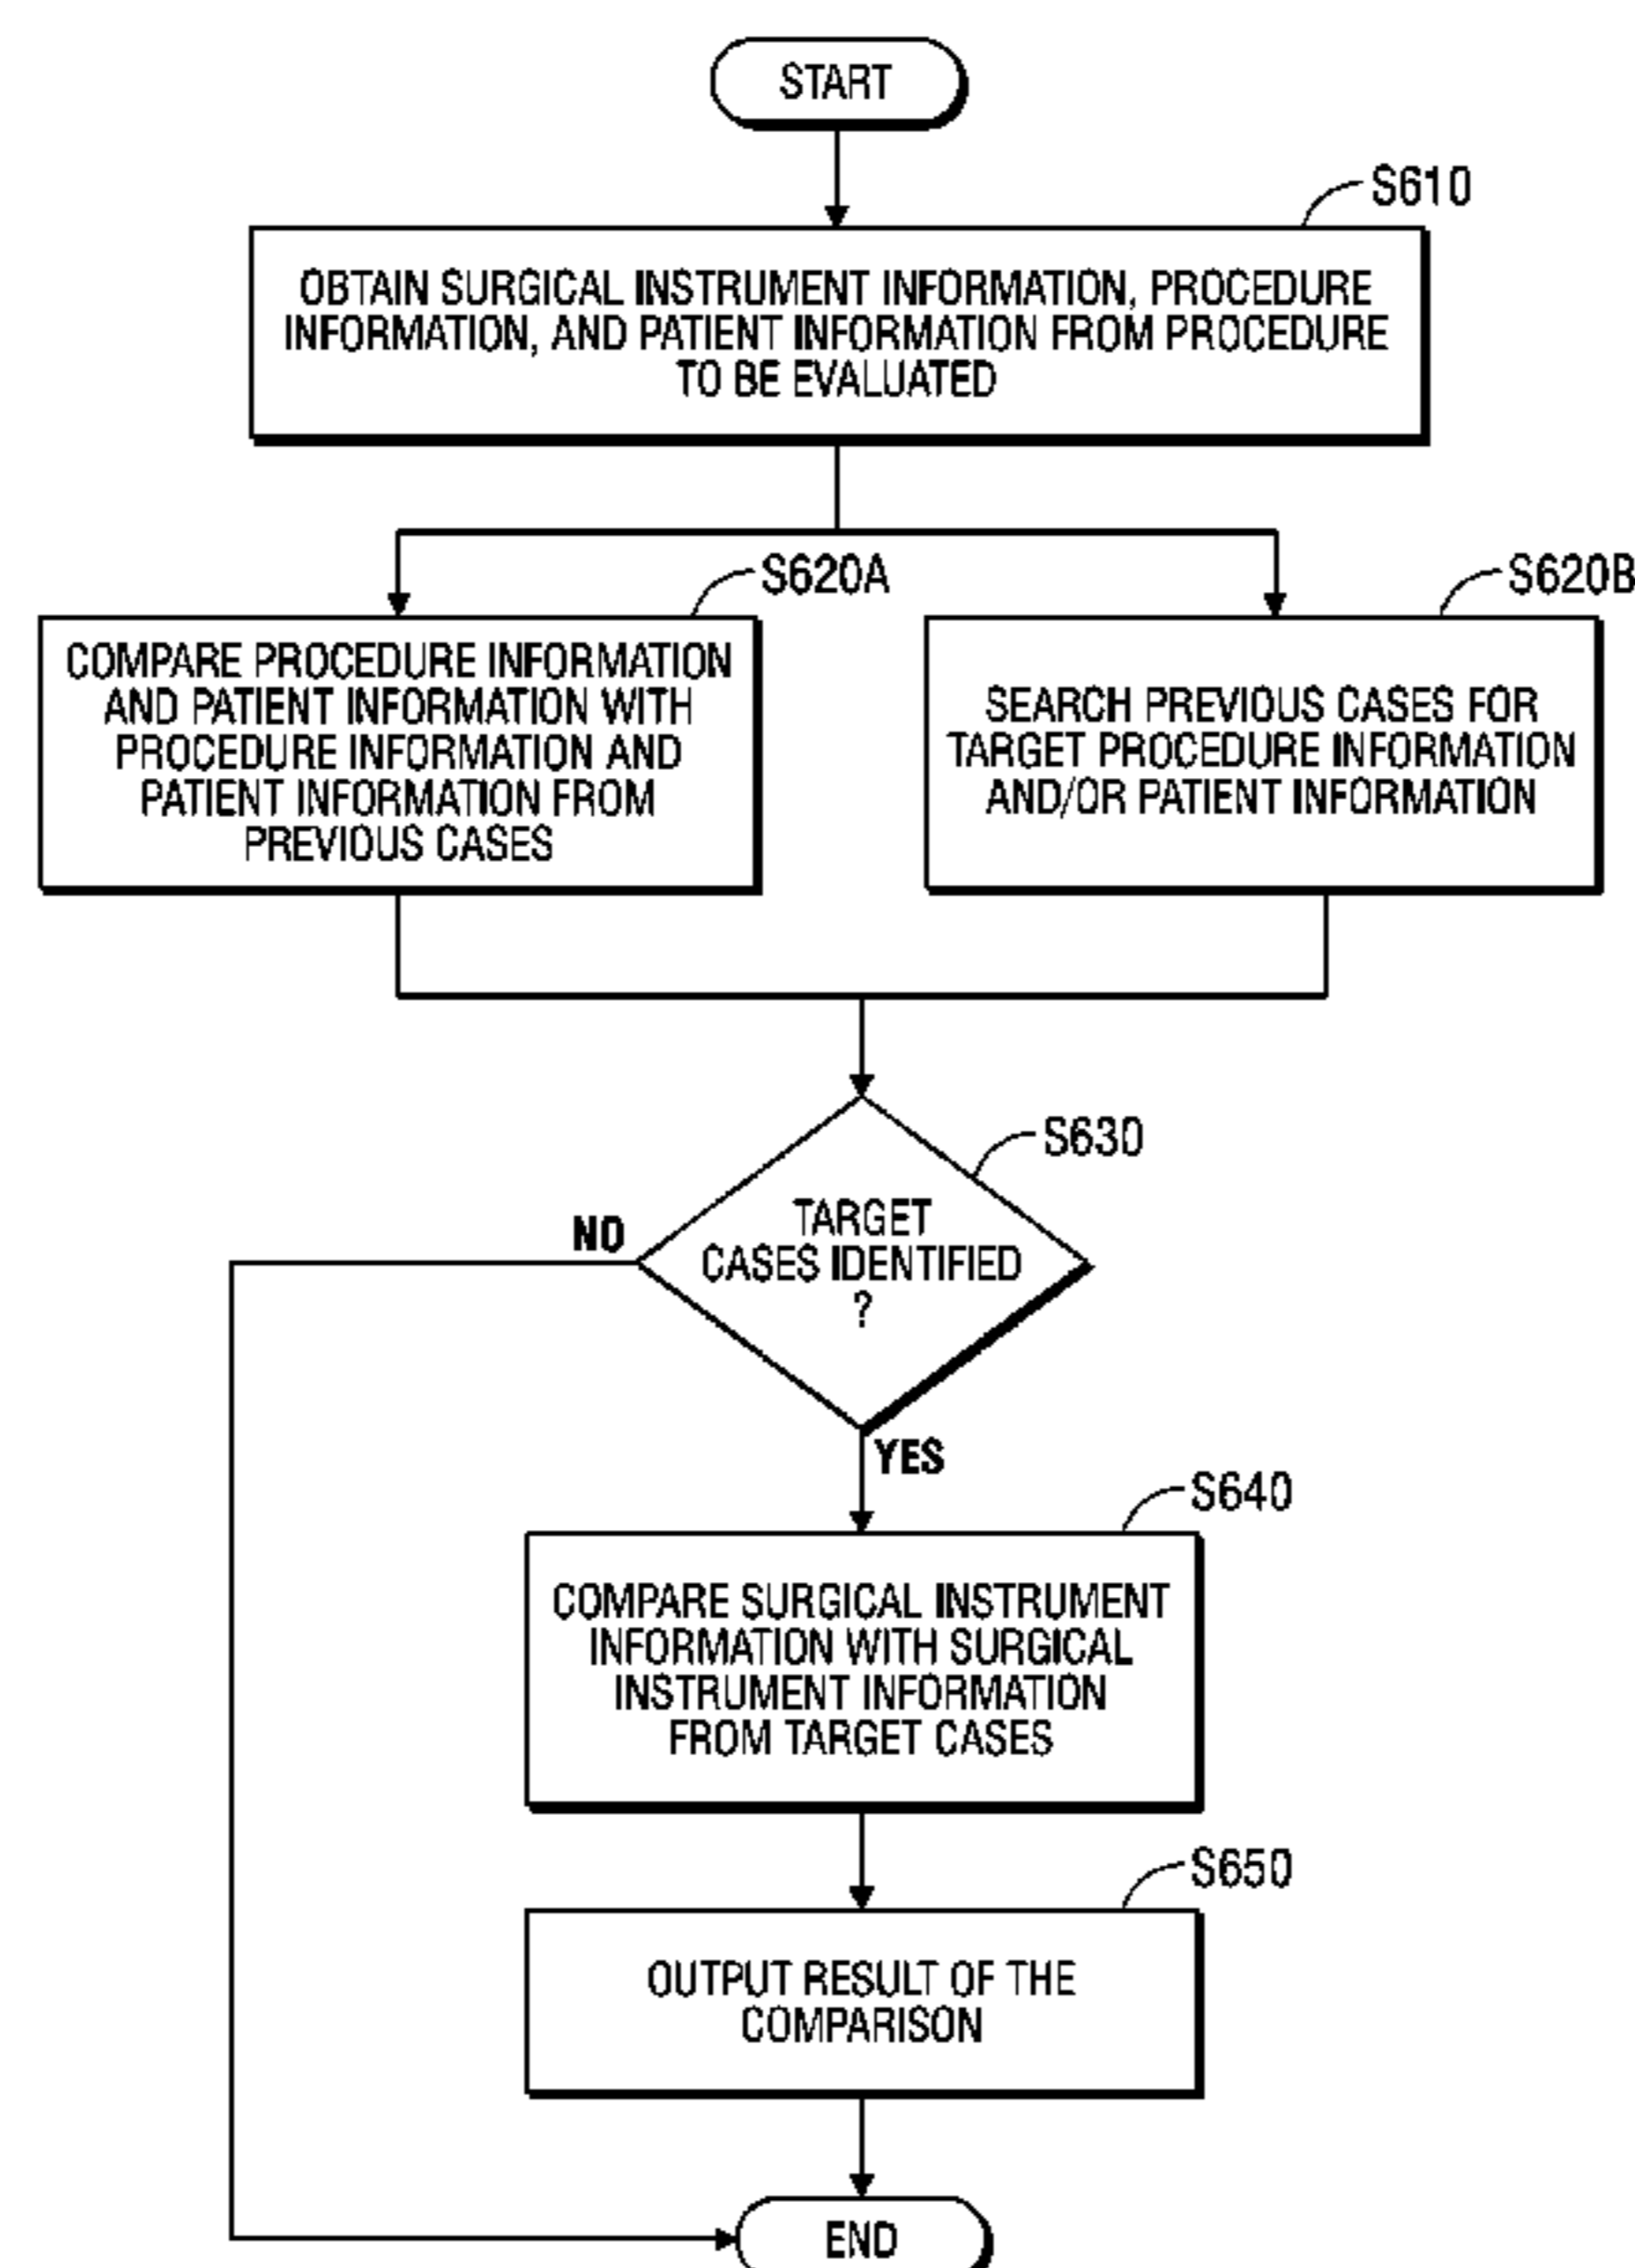 START
S610
OBTAIN SURGICAL INSTRUMENT INFORMATION, PROCEDURE
INFORMATION, AND PATIENT INFORMATION FROM PROCEDURE
TO BE EVALUATED
S620A
COMPARE PROCEDURE INFORMATION
AND PATIENT INFORMATION WITH
PROCEDURE INFORMATION AND
PATIENT INFORMATION FROM
PREVIOUS CASES
S620B
SEARCH PREVIOUS CASES FOR
TARGET PROCEDURE INFORMATION
AND/OR PATIENT INFORMATION
S630
TARGET
CASES IDENTIFIED
?
NO
YES
S640
COMPARE SURGICAL INSTRUMENT
INFORMATION WITH SURGICAL
INSTRUMENT INFORMATION
FROM TARGET CASES
S650
OUTPUT RESULT OF THE
COMPARISON
END